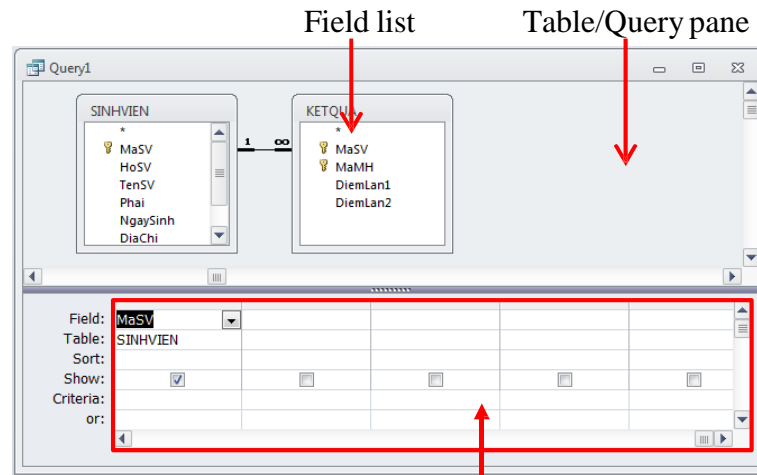 Field list Table/Query pane
Query1
SINHVIEN
*
MaSV
HoSV
TenSV
Phai
NgaySinh
DiaChi
1 ∞
KETQUA
*
MaSV
MaMH
DiemLan1
DiemLan2
Field: MaSV
Table: SINHVIEN
Sort:
Show:
Criteria:
or: